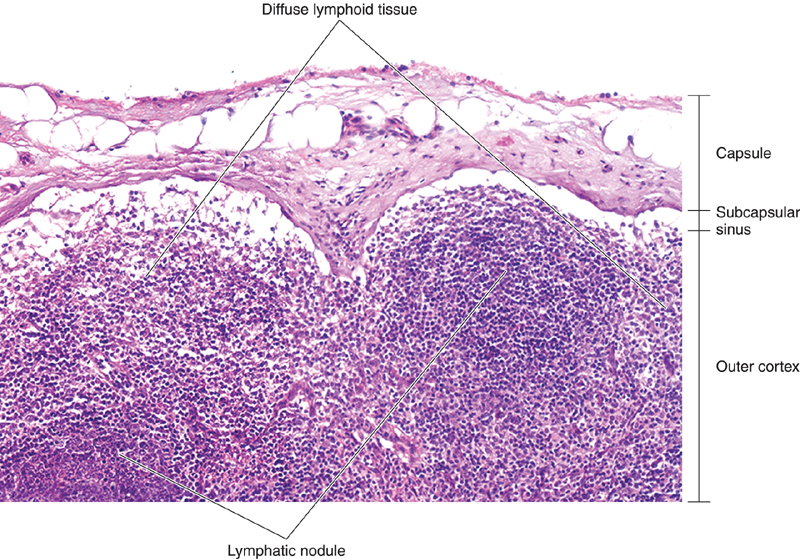 Diffuse lymphoid tissue
Capsule
Subcapsular
sinus
Outer cortex
Lymphatic nodule